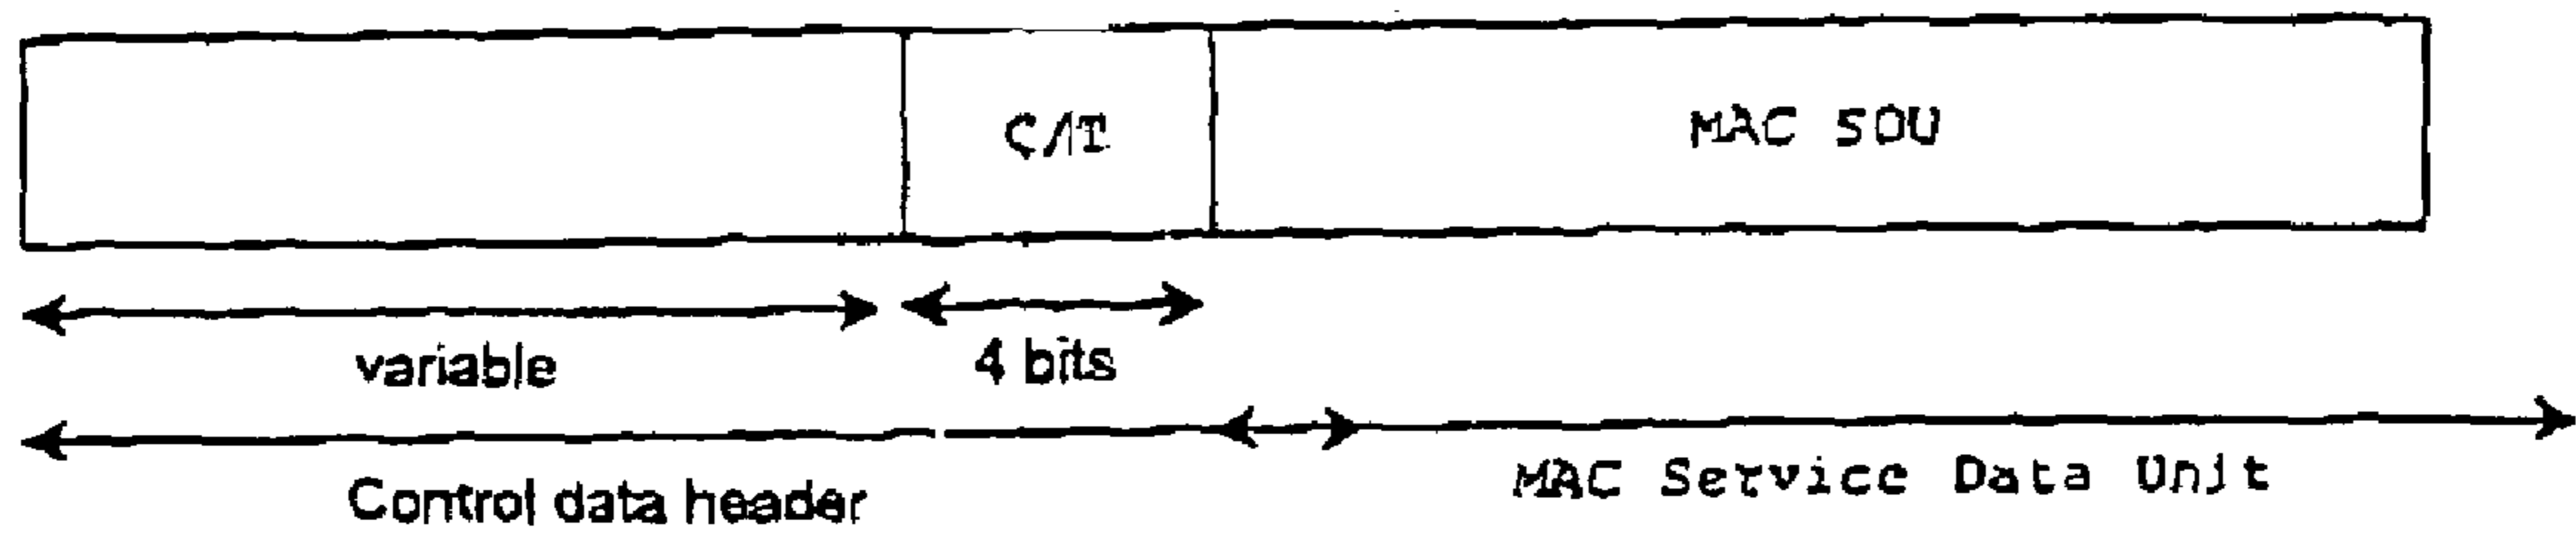 C/T
MAC SDU
variable
4 bits
Control data header
MAC Service Data Unit